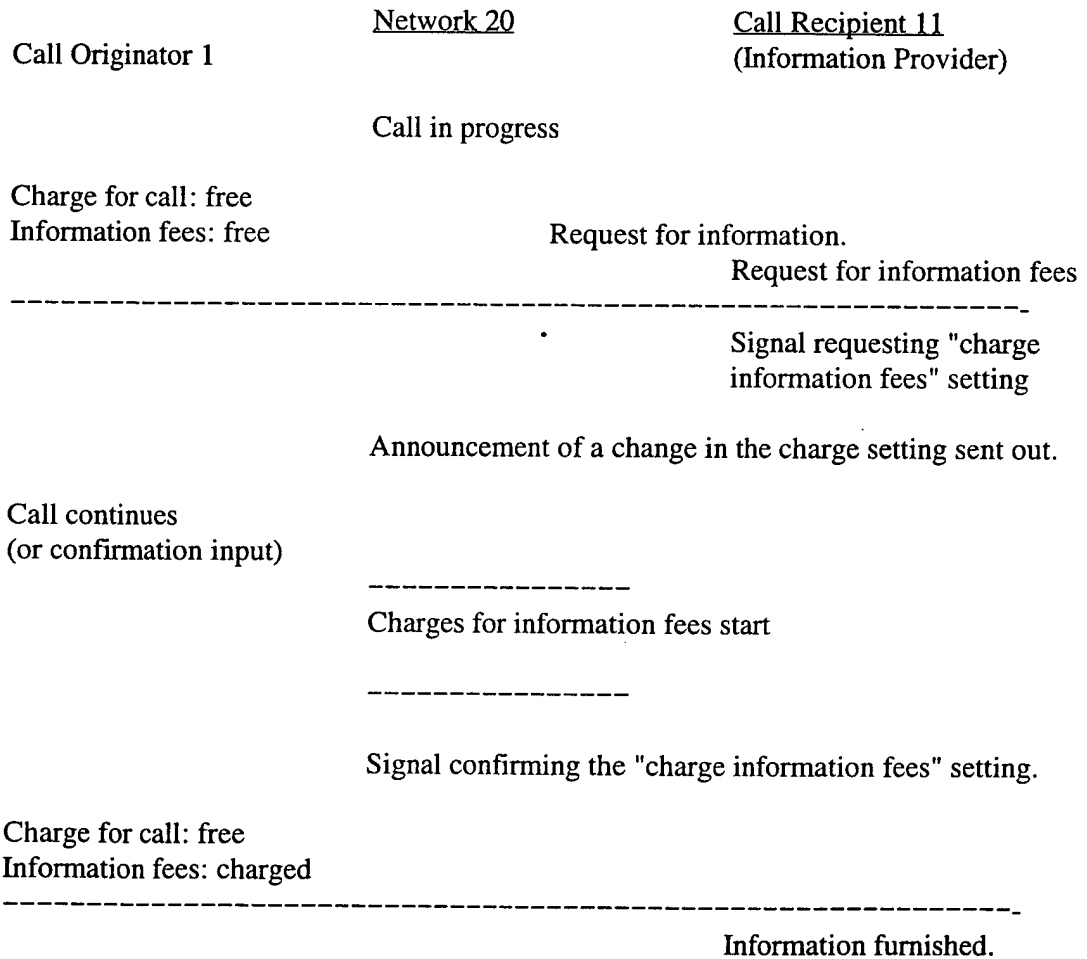 Network 20
Call Recipient 11
Call Originator 1
(Information Provider)
Call in progress
Charge for call: free
Information fees: free
Request for information.
Request for information fees
Signal requesting "charge
information fees" setting
Announcement of a change in the charge setting sent out.
Call continues
(or confirmation input)
Charges for information fees start
Signal confirming the "charge information fees" setting.
Charge for call: free
Information fees: charged
Information furnished.